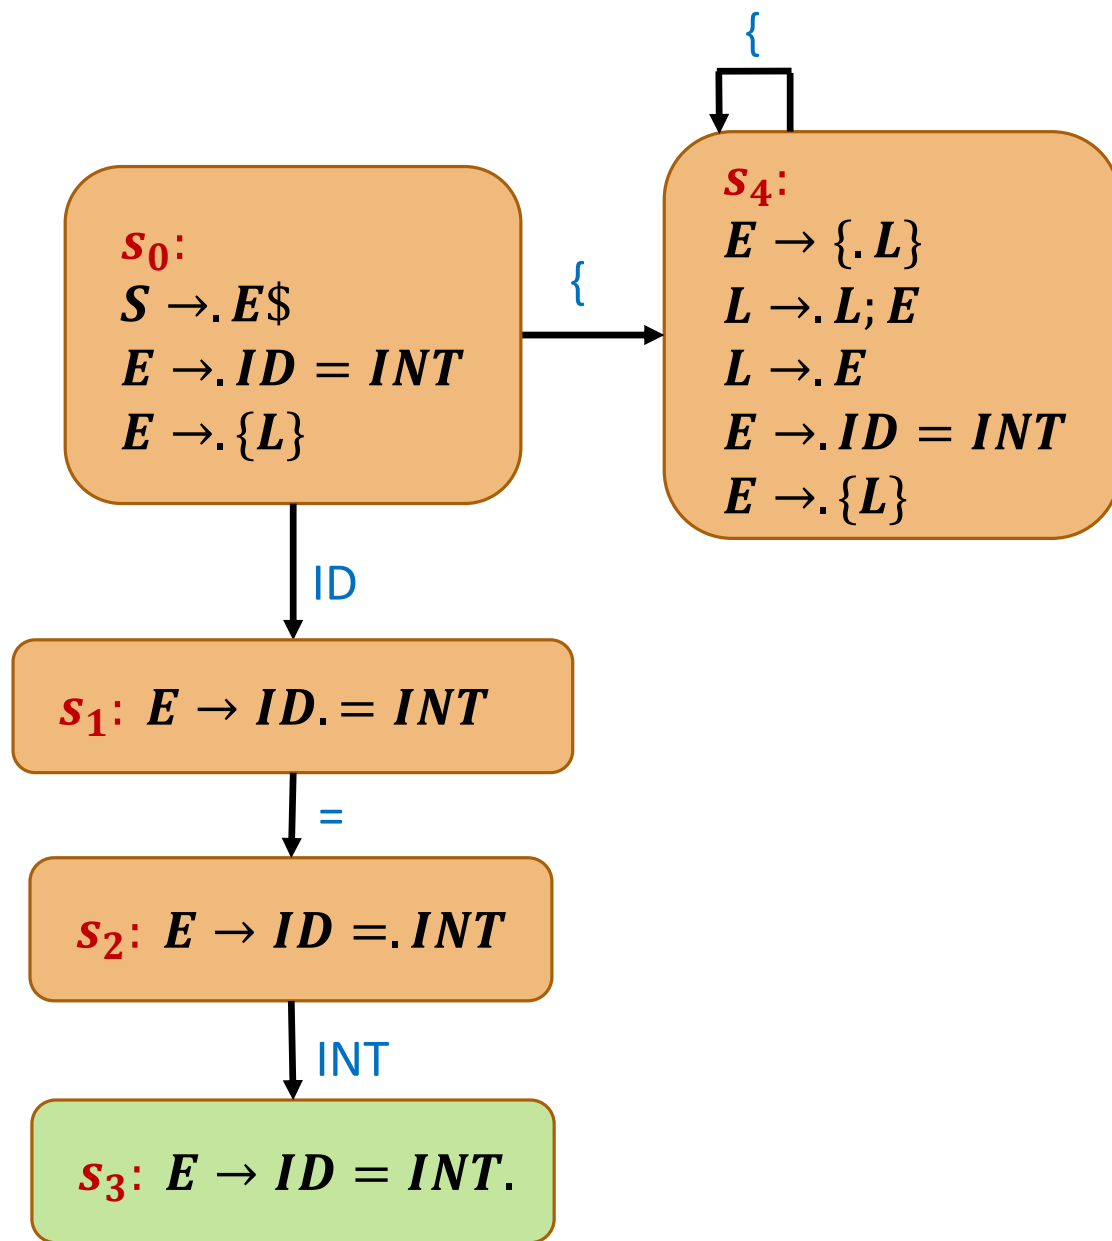 {
s₀:
S →. E$
E →. ID = INT
E →. {L}
{
s₄:
E → {. L}
L →. L; E
L →. E
E →. ID = INT
E →. {L}
ID
s₁: E → ID. = INT
=
s₂: E → ID =. INT
INT
s₃: E → ID = INT.